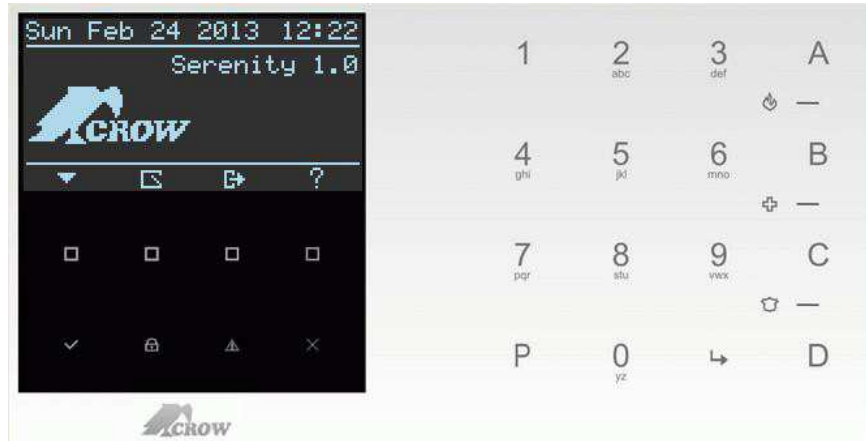 Sun Feb 24 2013 12:22
Serenity 1.0
CROW
?
1 2 3 A
abc def
4 5 6 B
ghi jkl mno
7 8 9 C
pqr stu vwx
P 0 D
yz
CROW